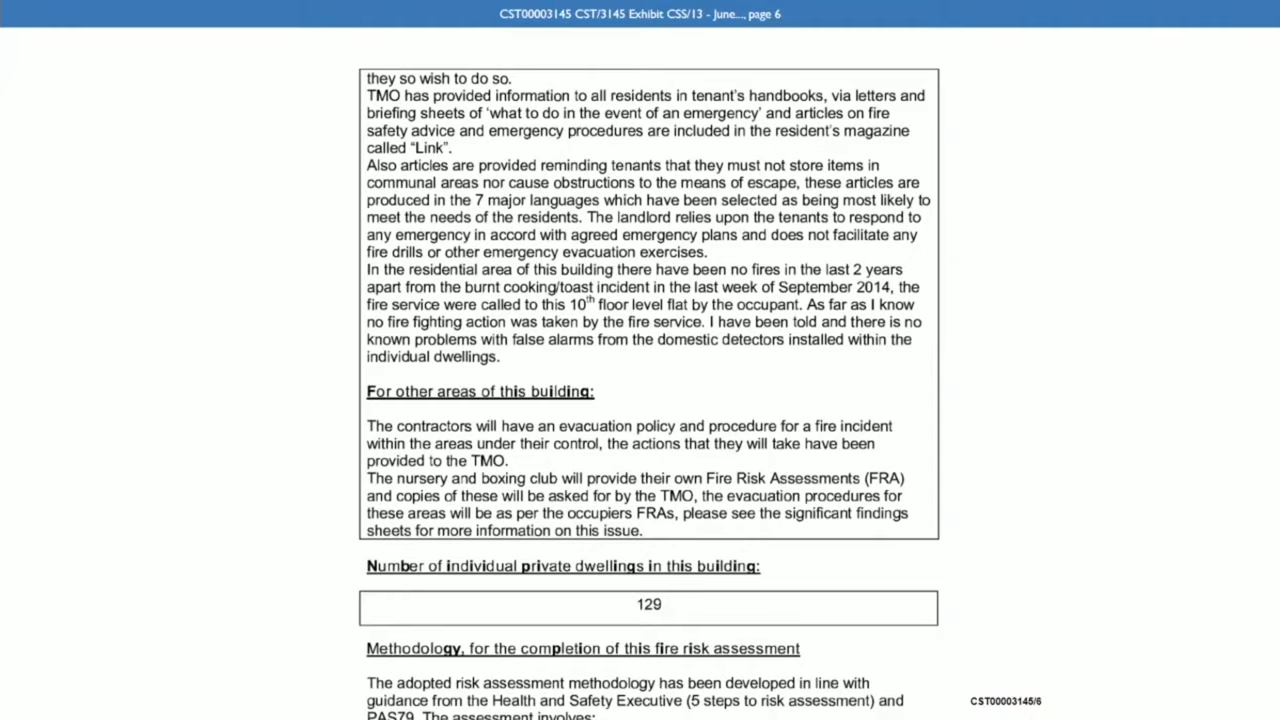 CST00003145 CST/3145 Exhibit CSS/13 - June..., page 6
they so wish to do so.
TMO has provided information to all residents in tenant's handbooks, via letters and
briefing sheets of 'what to do in the event of an emergency' and articles on fire
safety advice and emergency procedures are included in the resident's magazine
called "Link".
Also articles are provided reminding tenants that they must not store items in
communal areas nor cause obstructions to the means of escape, these articles are
produced in the 7 major languages which have been selected as being most likely to
meet the needs of the residents. The landlord relies upon the tenants to respond to
any emergency in accord with agreed emergency plans and does not facilitate any
fire drills or other emergency evacuation exercises.
In the residential area of this building there have been no fires in the last 2 years
apart from the burnt cooking/toast incident in the last week of September 2014, the
fire service were called to this 10th floor level flat by the occupant. As far as I know
no fire fighting action was taken by the fire service. I have been told and there is no
known problems with false alarms from the domestic detectors installed within the
individual dwellings.
For other areas of this building:
The contractors will have an evacuation policy and procedure for a fire incident
within the areas under their control, the actions that they will take have been
provided to the TMO.
The nursery and boxing club will provide their own Fire Risk Assessments (FRA)
and copies of these will be asked for by the TMO, the evacuation procedures for
these areas will be as per the occupiers FRAs, please see the significant findings
sheets for more information on this issue.
Number of individual private dwellings in this building:
129
Methodology, for the completion of this fire risk assessment
The adopted risk assessment methodology has been developed in line with
guidance from the Health and Safety Executive (5 steps to risk assessment) and
CST00003145/6
PAS79. The assessment involves: